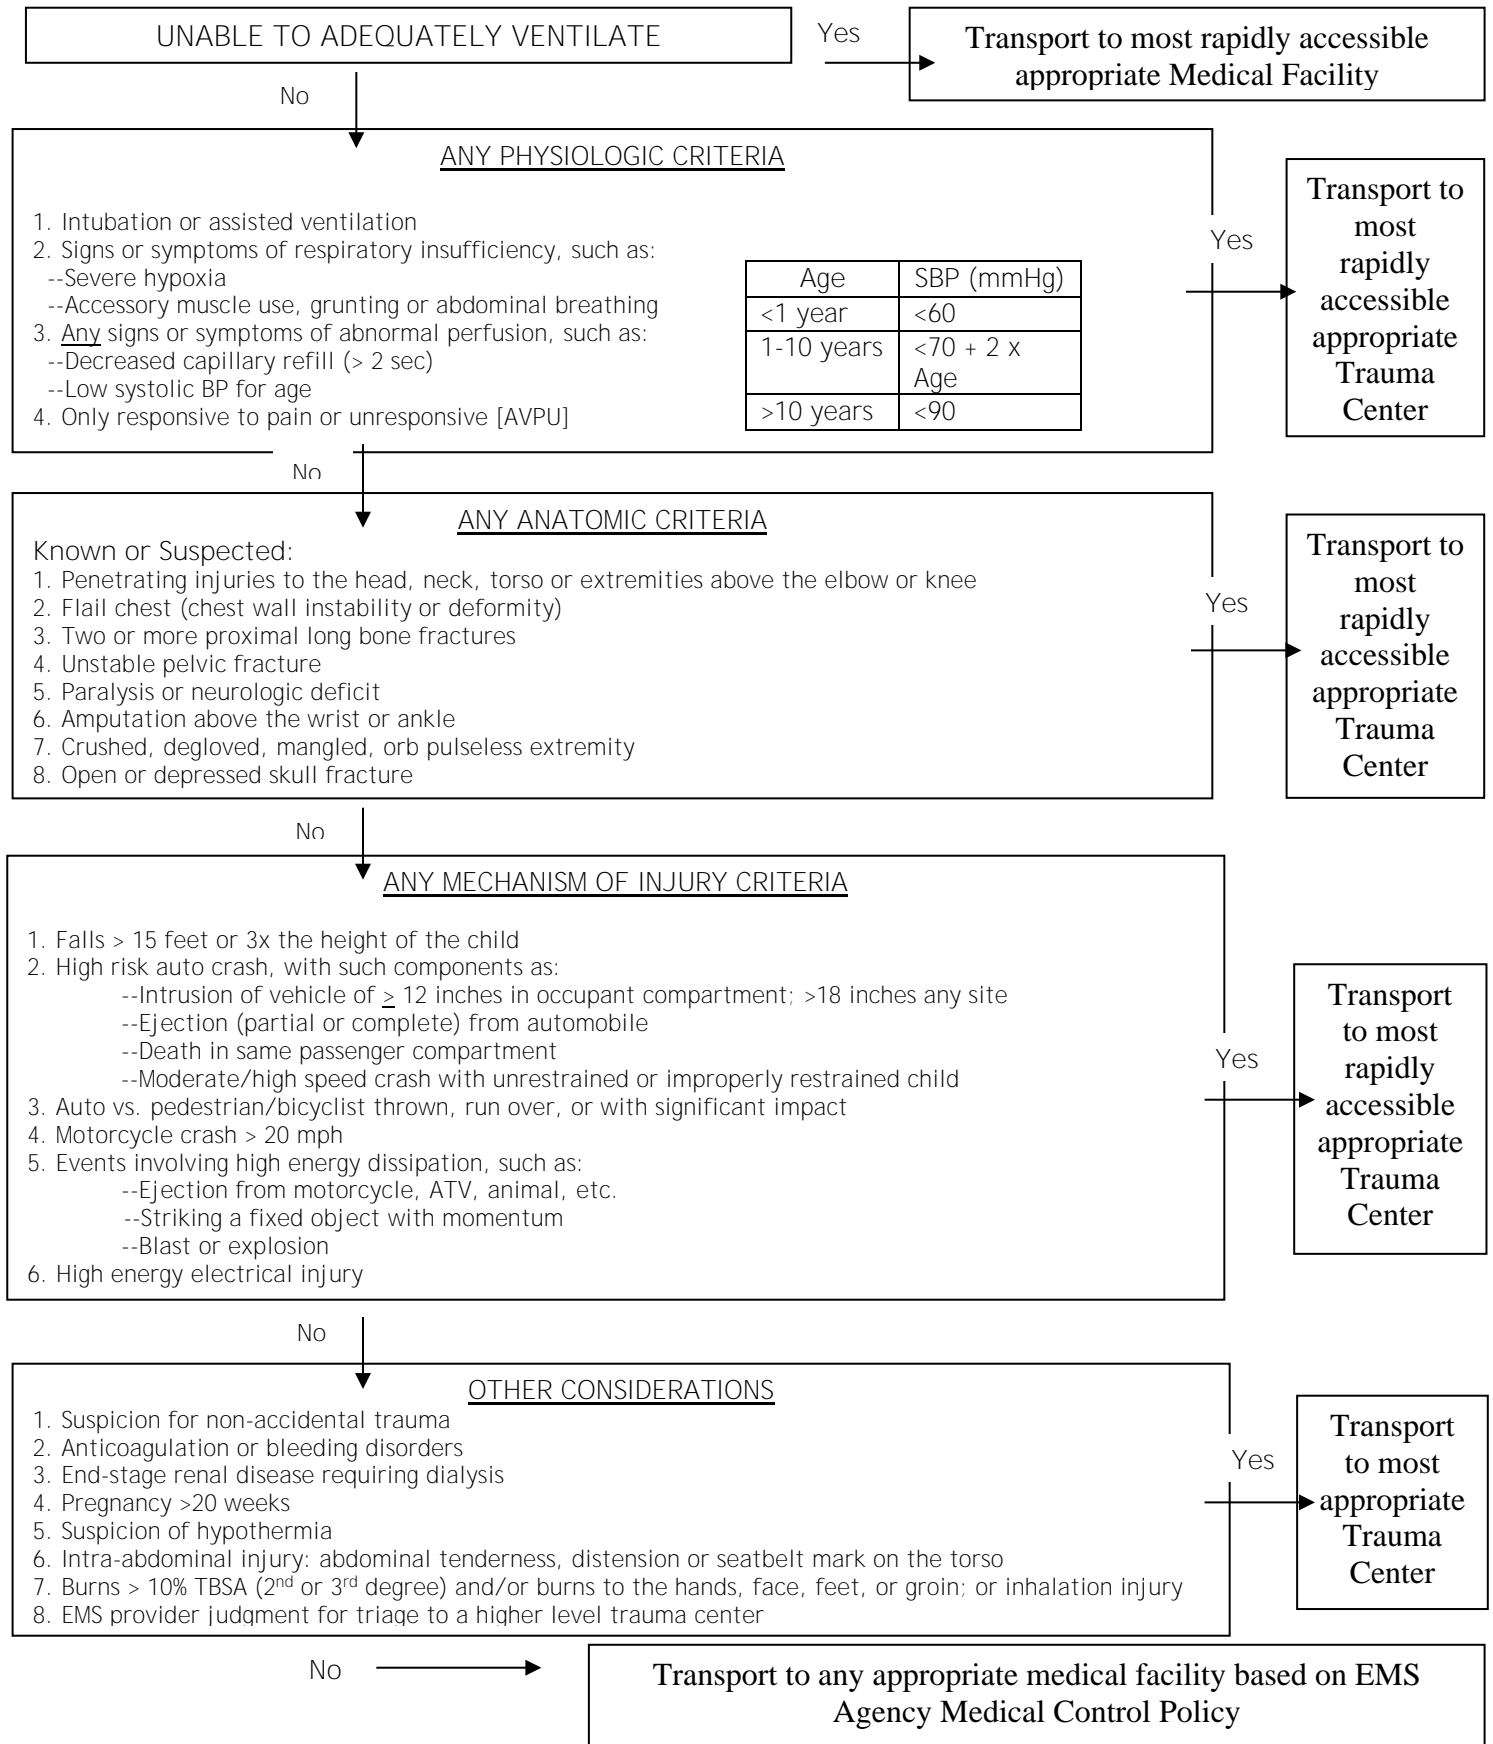 UNABLE TO ADEQUATELY VENTILATE
Yes
Transport to most rapidly accessible
appropriate Medical Facility
No
ANY PHYSIOLOGIC CRITERIA
1. Intubation or assisted ventilation
2. Signs or symptoms of respiratory insufficiency, such as:
--Severe hypoxia
--Accessory muscle use, grunting or abdominal breathing
3. Any signs or symptoms of abnormal perfusion, such as:
--Decreased capillary refill (> 2 sec)
--Low systolic BP for age
4. Only responsive to pain or unresponsive [AVPU]
Age SBP (mmHg)
<1 year <60
1-10 years <70 + 2 x
Age
>10 years <90
Yes
Transport to
most
rapidly
accessible
appropriate
Trauma
Center
No
ANY ANATOMIC CRITERIA
Known or Suspected:
1. Penetrating injuries to the head, neck, torso or extremities above the elbow or knee
2. Flail chest (chest wall instability or deformity)
3. Two or more proximal long bone fractures
4. Unstable pelvic fracture
5. Paralysis or neurologic deficit
6. Amputation above the wrist or ankle
7. Crushed, degloved, mangled, orb pulseless extremity
8. Open or depressed skull fracture
Yes
Transport to
most
rapidly
accessible
appropriate
Trauma
Center
No
ANY MECHANISM OF INJURY CRITERIA
1. Falls > 15 feet or 3x the height of the child
2. High risk auto crash, with such components as:
--Intrusion of vehicle of ≥ 12 inches in occupant compartment; >18 inches any site
--Ejection (partial or complete) from automobile
--Death in same passenger compartment
--Moderate/high speed crash with unrestrained or improperly restrained child
3. Auto vs. pedestrian/bicyclist thrown, run over, or with significant impact
4. Motorcycle crash > 20 mph
5. Events involving high energy dissipation, such as:
--Ejection from motorcycle, ATV, animal, etc.
--Striking a fixed object with momentum
--Blast or explosion
6. High energy electrical injury
Yes
Transport
to most
rapidly
accessible
appropriate
Trauma
Center
No
OTHER CONSIDERATIONS
1. Suspicion for non-accidental trauma
2. Anticoagulation or bleeding disorders
3. End-stage renal disease requiring dialysis
4. Pregnancy >20 weeks
5. Suspicion of hypothermia
6. Intra-abdominal injury: abdominal tenderness, distension or seatbelt mark on the torso
7. Burns > 10% TBSA (2nd or 3rd degree) and/or burns to the hands, face, feet, or groin; or inhalation injury
8. EMS provider judgment for triage to a higher level trauma center
Yes
Transport
to most
appropriate
Trauma
Center
No
Transport to any appropriate medical facility based on EMS
Agency Medical Control Policy